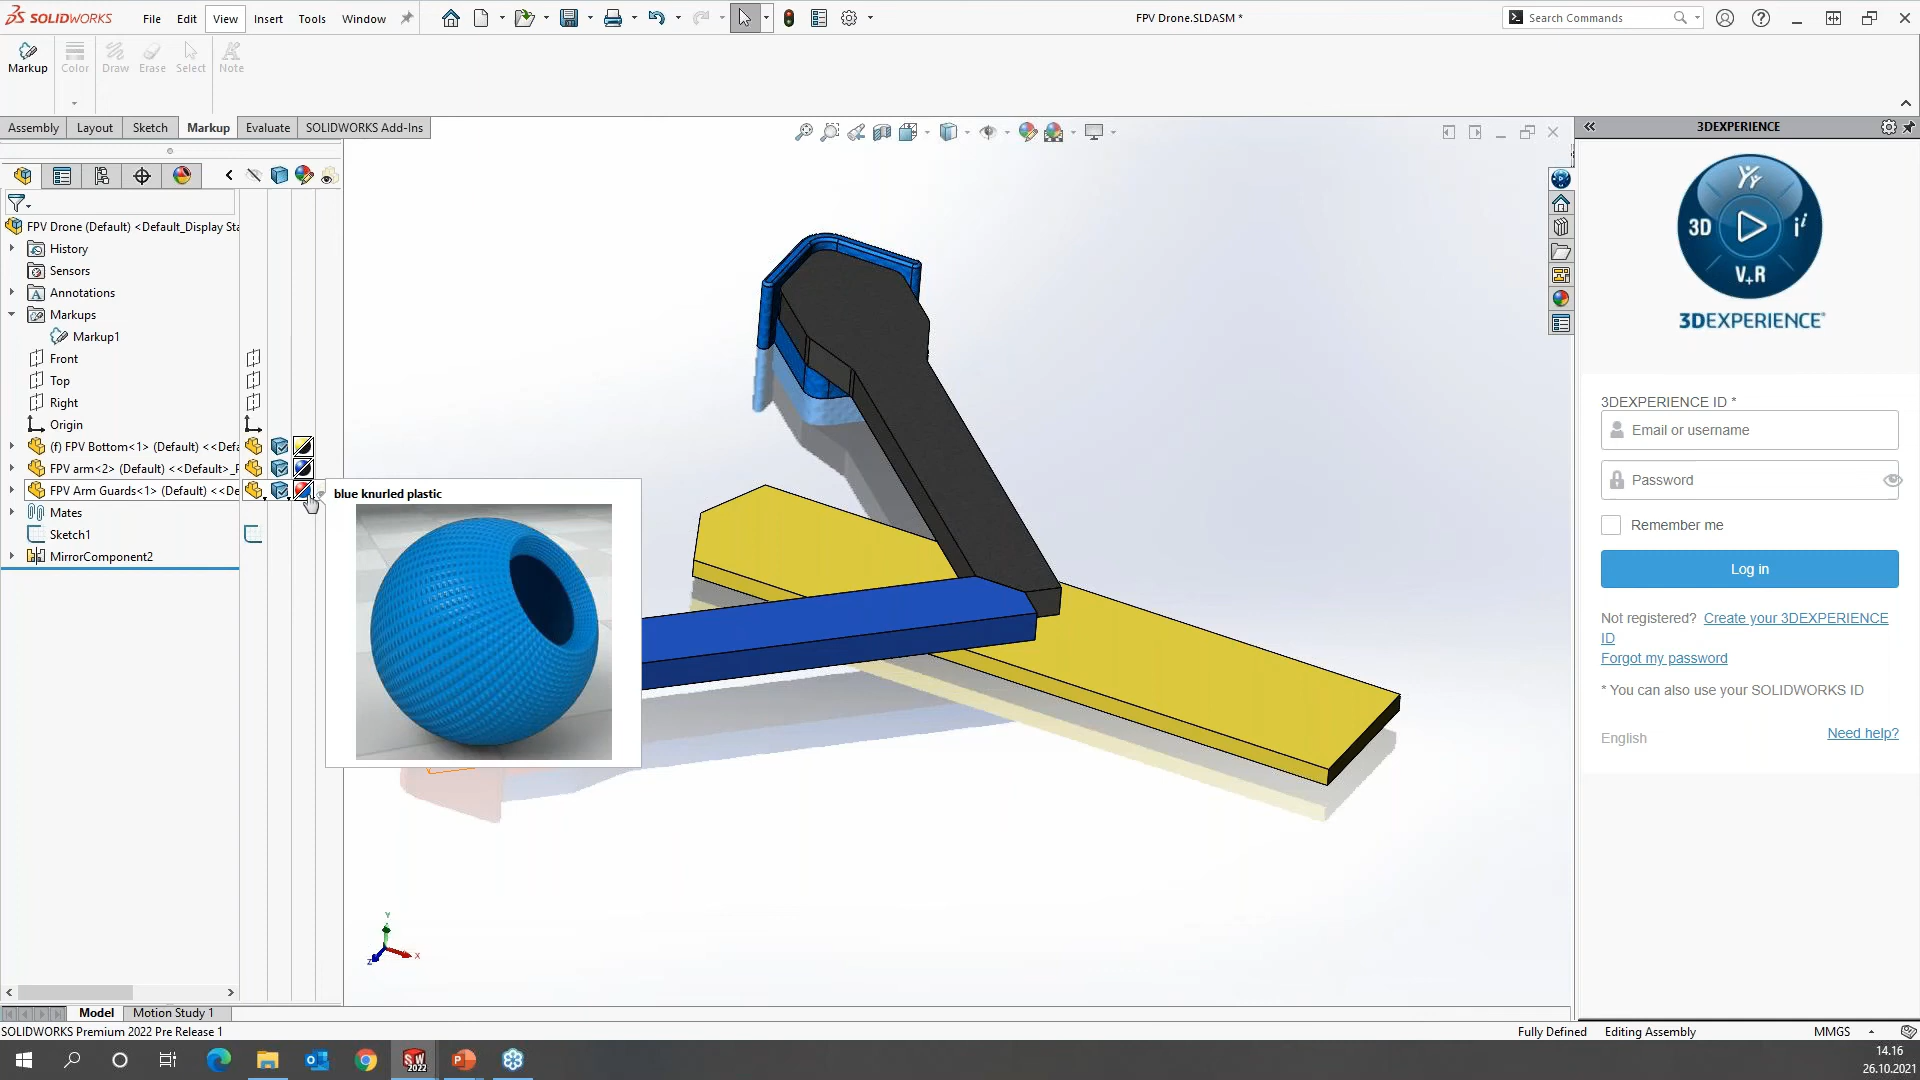 SOLIDWORKS
File Edit View Insert Tools Window
FPV Drone.SLDASM *
Search Commands
Markup
Color
Draw
Erase
Select
Note
Assembly
Layout
Sketch
Markup
Evaluate
SOLIDWORKS Add-Ins
3DEXPERIENCE
FPV Drone (Default) <Default_Display Sta
History
Sensors
Annotations
Markups
Markup1
Front
Top
Right
Origin
(f) FPV Bottom<1> (Default) <<Defa
FPV arm<2> (Default) <<Default>_P
FPV Arm Guards<1> (Default) <<De
Mates
Sketch1
MirrorComponent2
blue knurled plastic
Y
X
Z
3D
i
V+R
3DEXPERIENCE®
3DEXPERIENCE ID *
Email or username
Password
Remember me
Log in
Not registered? Create your 3DEXPERIENCE
ID
Forgot my password
* You can also use your SOLIDWORKS ID
English
Need help?
Model
Motion Study 1
SOLIDWORKS Premium 2022 Pre Release 1
Fully Defined
Editing Assembly
MMGS
SW
2022
14.16
26.10.2021